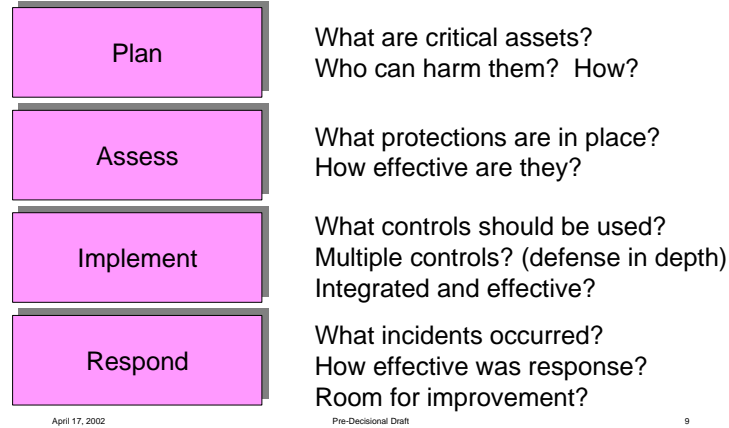 Plan
What are critical assets?
Who can harm them?  How?
Assess
What protections are in place?
How effective are they?
Implement
What controls should be used?
Multiple controls? (defense in depth)
Integrated and effective?
Respond
What incidents occurred?
How effective was response?
Room for improvement?
April 17, 2002 Pre-Decisional Draft 9